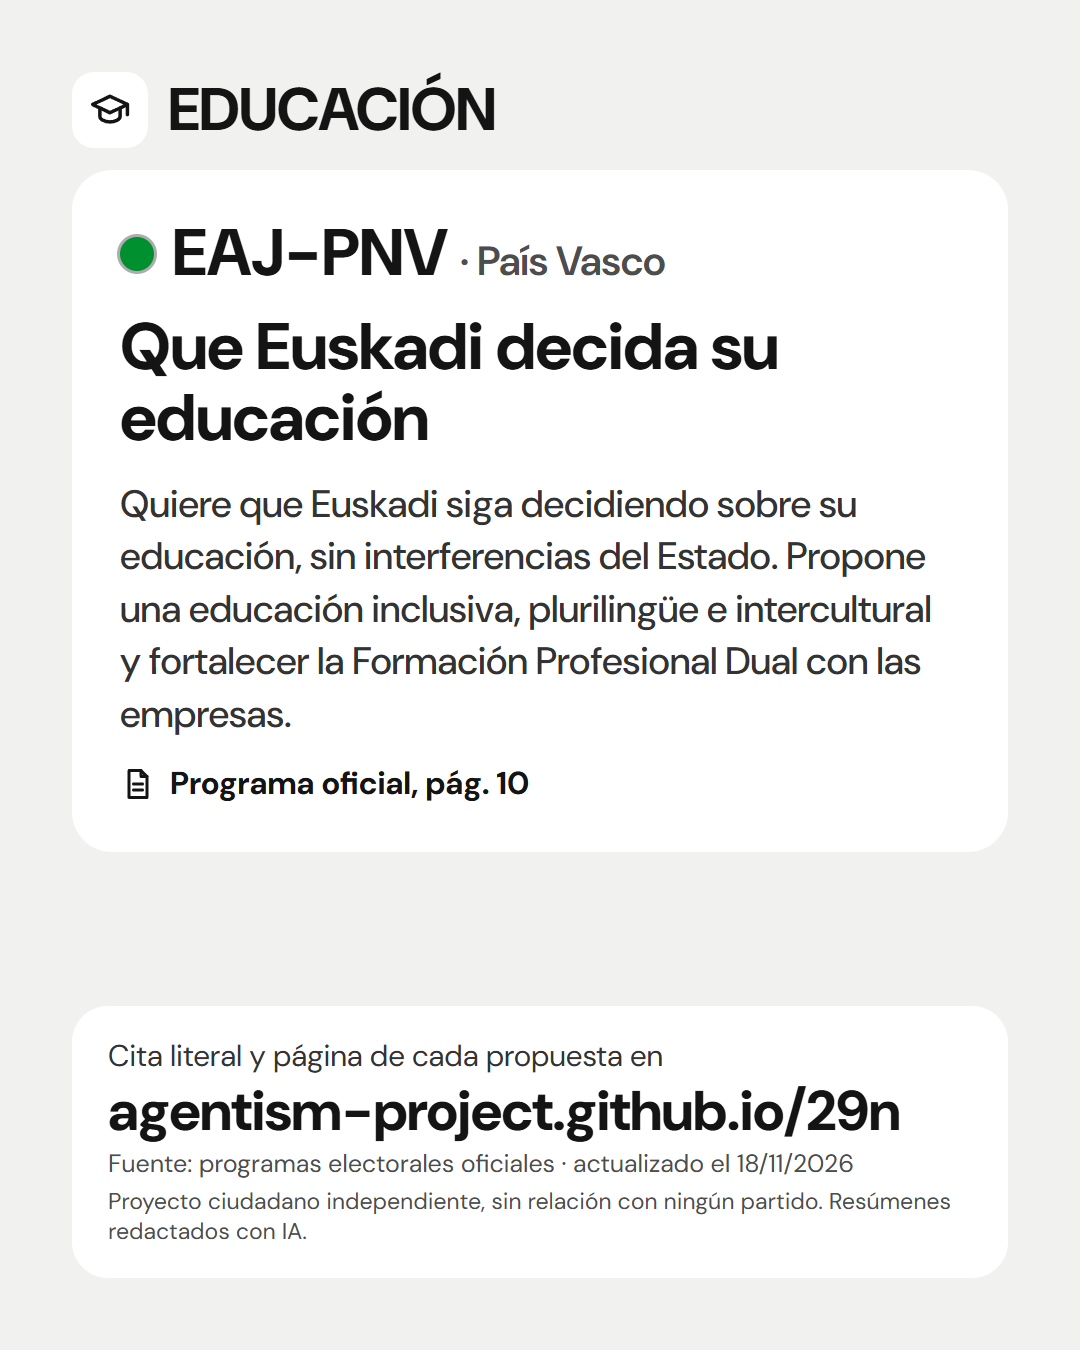 EDUCACIÓN
EAJ-PNV · País Vasco
Que Euskadi decida su
educación
Quiere que Euskadi siga decidiendo sobre su
educación, sin interferencias del Estado. Propone
una educación inclusiva, plurilingüe e intercultural
y fortalecer la Formación Profesional Dual con las
empresas.
Programa oficial, pág. 10
Cita literal y página de cada propuesta en
agentism-project.github.io/29n
Fuente: programas electorales oficiales · actualizado el 18/11/2026
Proyecto ciudadano independiente, sin relación con ningún partido. Resúmenes
redactados con IA.